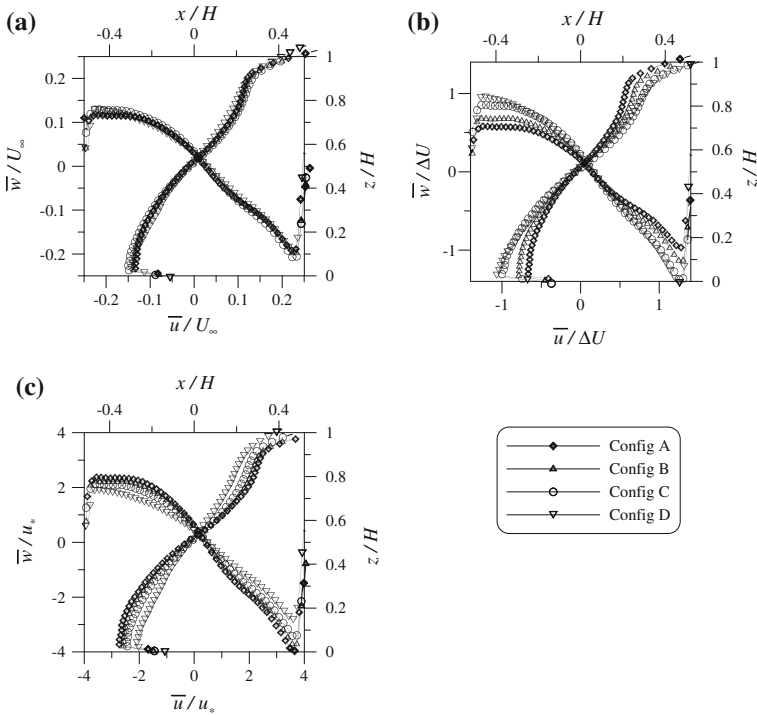 (a)
x / H
-0.4 0 0.4
0.2
0.1
0
-0.1
-0.2
w / U∞
1
0.8
0.6
0.4
0.2
0
z / H
-0.2 -0.1 0 0.1 0.2
u / U∞
(b)
x / H
-0.4 0 0.4
1
0
-1
w / ΔU
1
0.8
0.6
0.4
0.2
0
z / H
-1 0 1
u / ΔU
(c)
x / H
-0.4 0 0.4
4
2
0
-2
-4
w / u*
1
0.8
0.6
0.4
0.2
0
z / H
-4 -2 0 2 4
u / u*
Config A
Config B
Config C
Config D